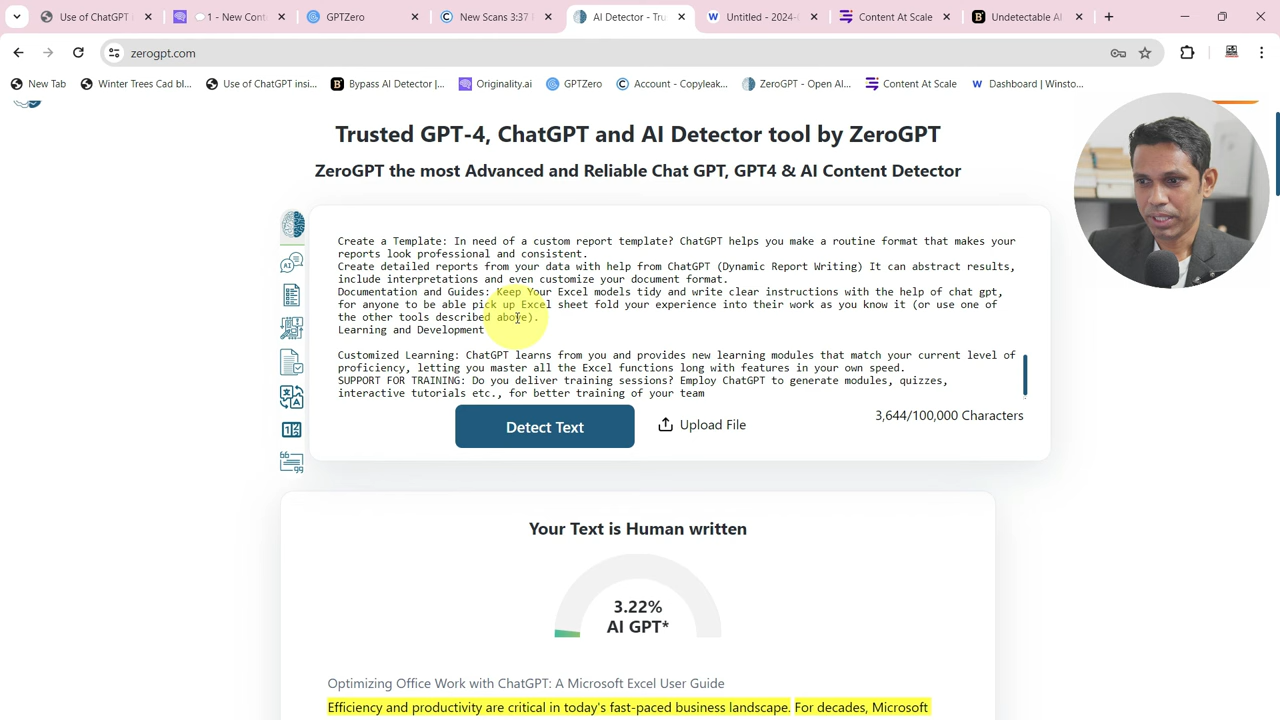 Use of ChatGPT
1 - New Cont
GPTZero
New Scans 3:37 F
AI Detector - Tru
Untitled - 2024-
Content At Scale
Undetectable AI
zerogpt.com
New Tab
Winter Trees Cad bl...
Use of ChatGPT insi...
Bypass AI Detector |...
Originality.ai
GPTZero
Account - Copyleak...
ZeroGPT - Open AI...
Content At Scale
Dashboard | Winsto...
Trusted GPT-4, ChatGPT and AI Detector tool by ZeroGPT
ZeroGPT the most Advanced and Reliable Chat GPT, GPT4 & AI Content Detector
Create a Template: In need of a custom report template? ChatGPT helps you make a routine format that makes your
reports look professional and consistent.
Create detailed reports from your data with help from ChatGPT (Dynamic Report Writing) It can abstract results,
include interpretations and even customize your document format.
Documentation and Guides: Keep Your Excel models tidy and write clear instructions with the help of chat gpt,
for anyone to be able pick up Excel sheet fold your experience into their work as you know it (or use one of
the other tools described above).
Learning and Development
Customized Learning: ChatGPT learns from you and provides new learning modules that match your current level of
proficiency, letting you master all the Excel functions long with features in your own speed.
SUPPORT FOR TRAINING: Do you deliver training sessions? Employ ChatGPT to generate modules, quizzes,
interactive tutorials etc., for better training of your team
Detect Text
Upload File
3,644/100,000 Characters
Your Text is Human written
3.22%
AI GPT*
Optimizing Office Work with ChatGPT: A Microsoft Excel User Guide
Efficiency and productivity are critical in today's fast-paced business landscape. For decades, Microsoft